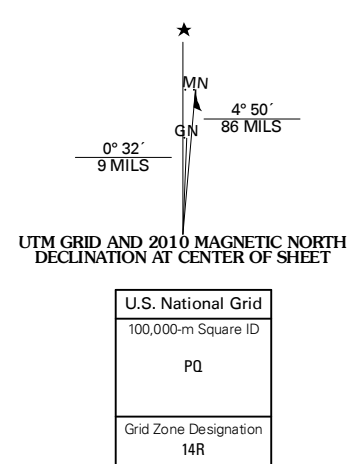 MN
4° 50´
86 MILS
GN
0° 32´
9 MILS
UTM GRID AND 2010 MAGNETIC NORTH
DECLINATION AT CENTER OF SHEET
U.S. National Grid
100,000-m Square ID
PQ
Grid Zone Designation
14R